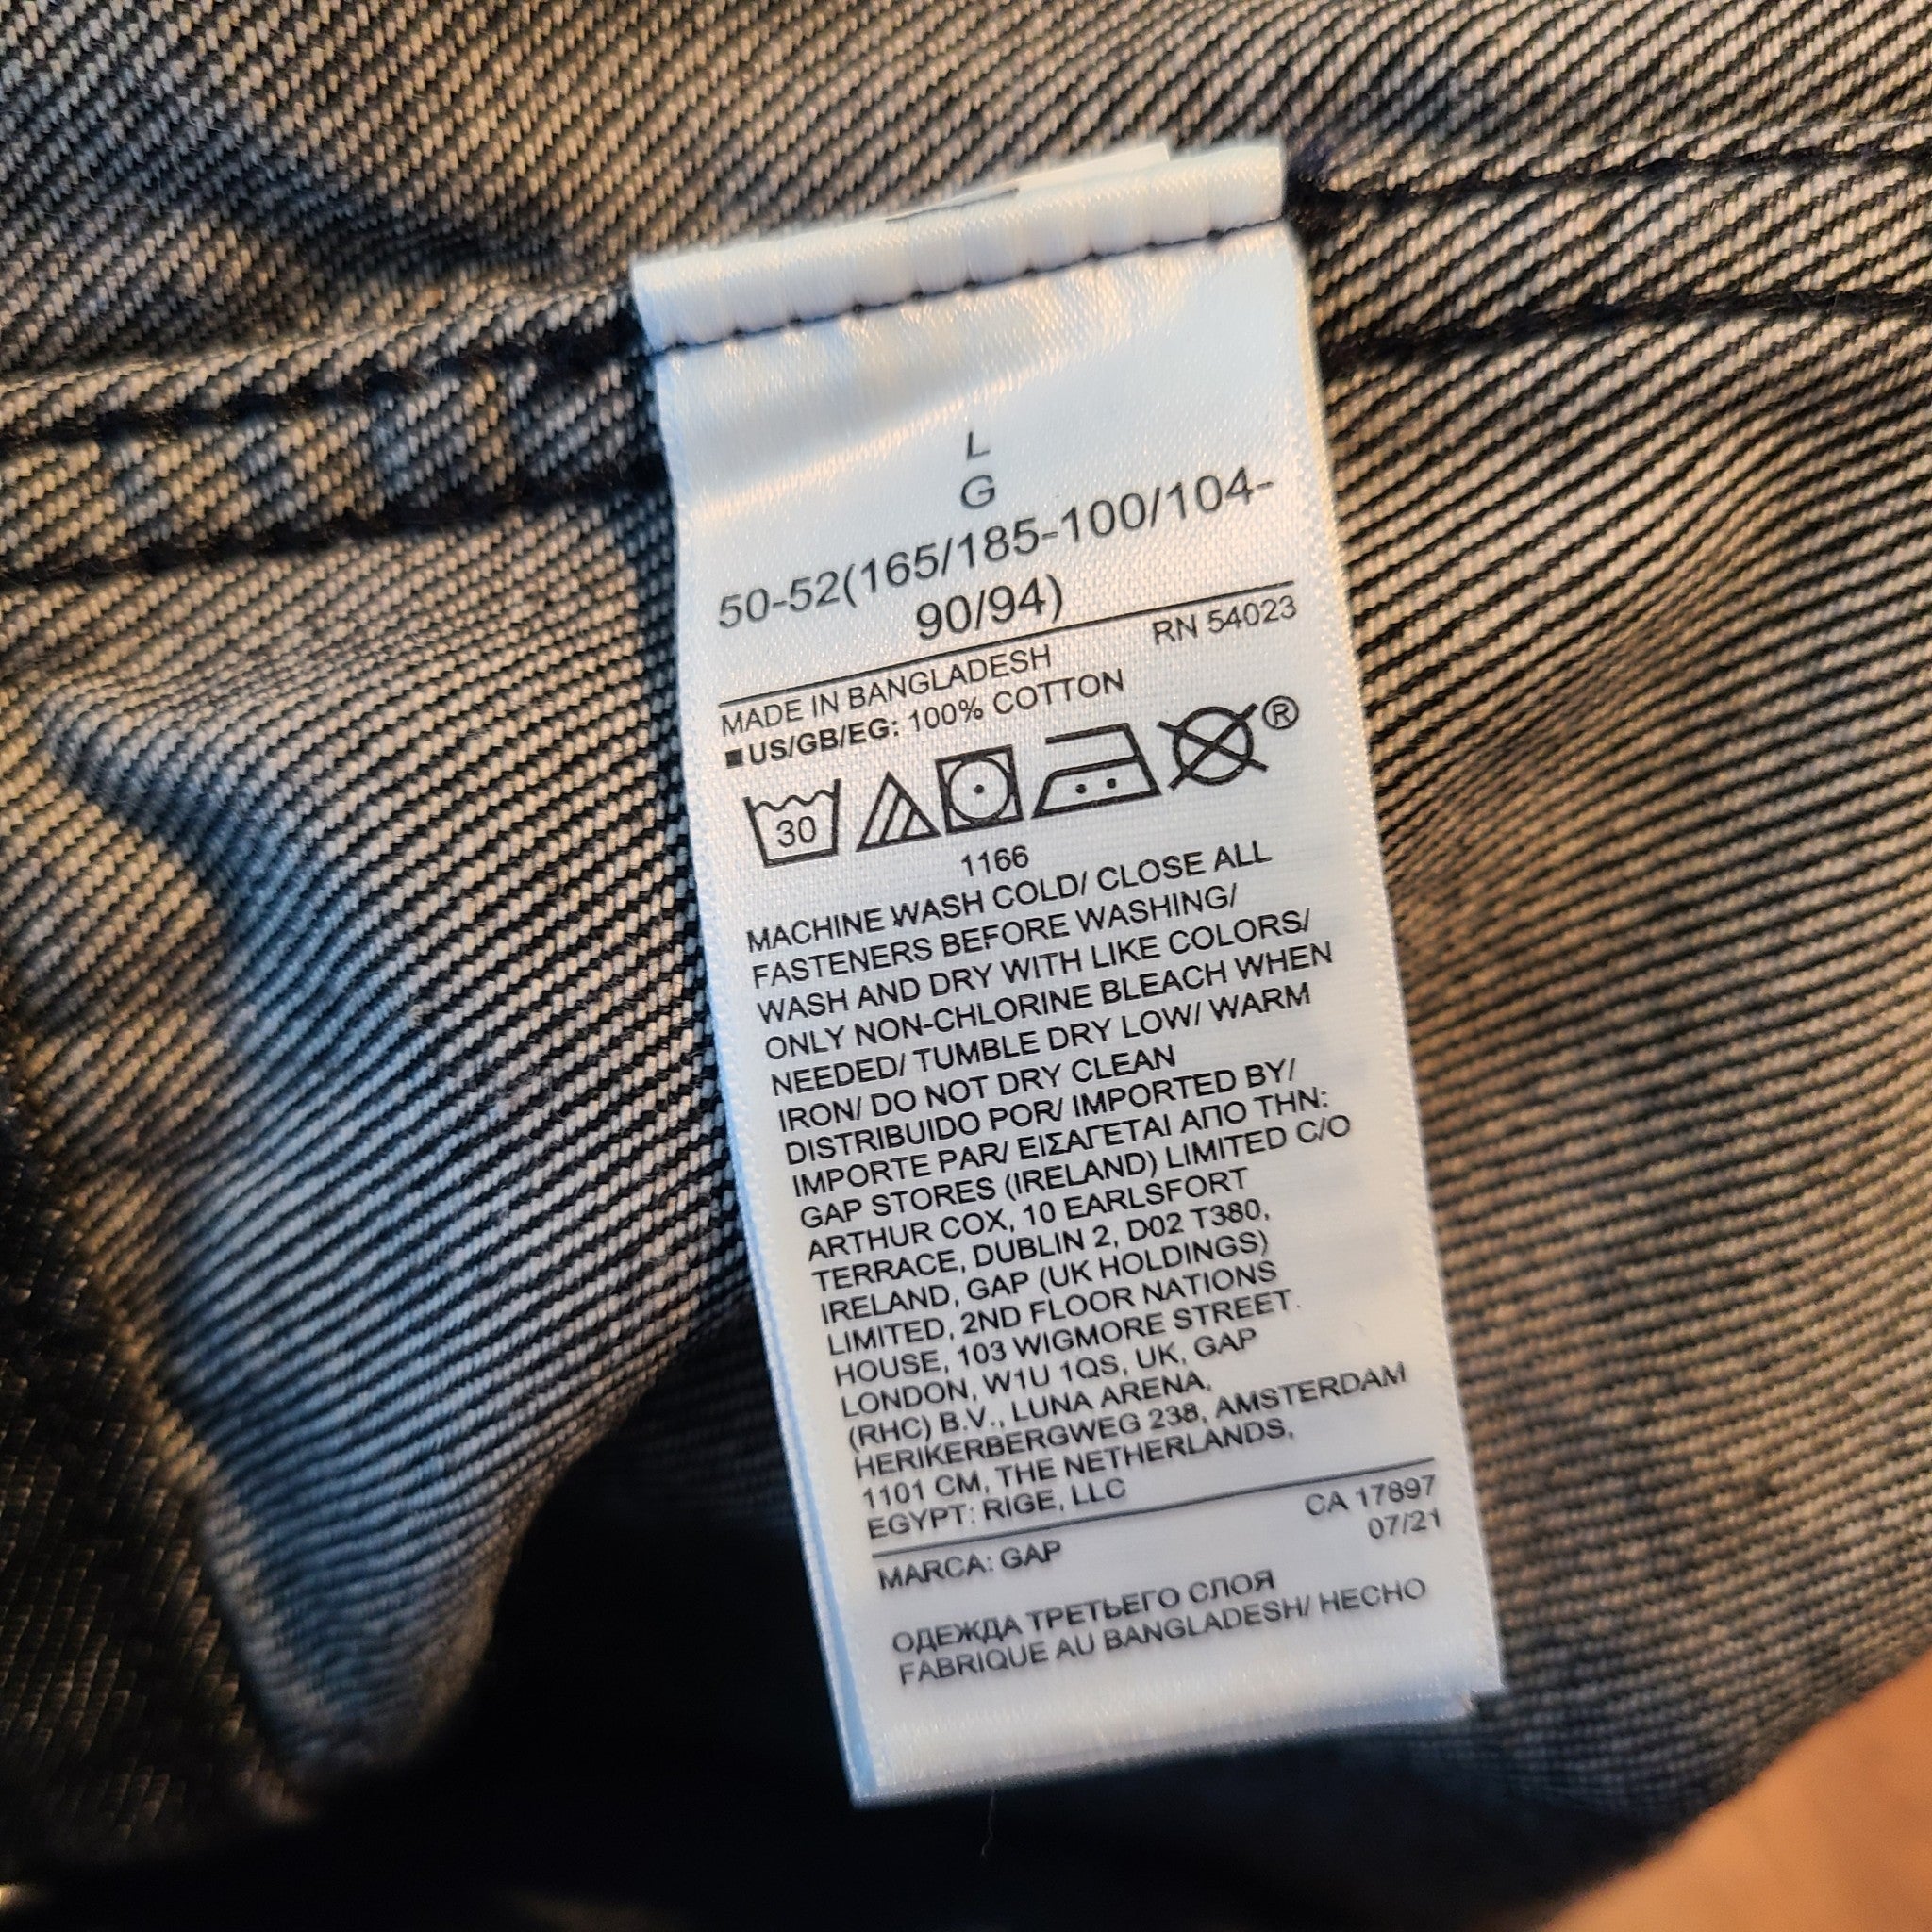 L
G
50-52(165/185-100/104-
90/94)
MADE IN BANGLADESH RN 54023
■US/GB/EG: 100% COTTON
30 ®
1166
MACHINE WASH COLD/ CLOSE ALL
FASTENERS BEFORE WASHING/
WASH AND DRY WITH LIKE COLORS/
ONLY NON-CHLORINE BLEACH WHEN
NEEDED/ TUMBLE DRY LOW/ WARM
IRON/ DO NOT DRY CLEAN
DISTRIBUIDO POR/ IMPORTED BY/
IMPORTE PAR/ ΕΙΣΑΓΕΤΑΙ ΑΠΟ ΤΗΝ:
GAP STORES (IRELAND) LIMITED C/O
ARTHUR COX, 10 EARLSFORT
TERRACE, DUBLIN 2, D02 T380,
IRELAND, GAP (UK HOLDINGS)
LIMITED, 2ND FLOOR NATIONS
HOUSE, 103 WIGMORE STREET.
LONDON, W1U 1QS, UK, GAP
(RHC) B.V., LUNA ARENA,
HERIKERBERGWEG 238, AMSTERDAM
1101 CM, THE NETHERLANDS,
EGYPT: RIGE, LLC
CA 17897
MARCA: GAP 07/21
ОДЕЖДА ТРЕТЬЕГО СЛОЯ
FABRIQUE AU BANGLADESH/ HECHO